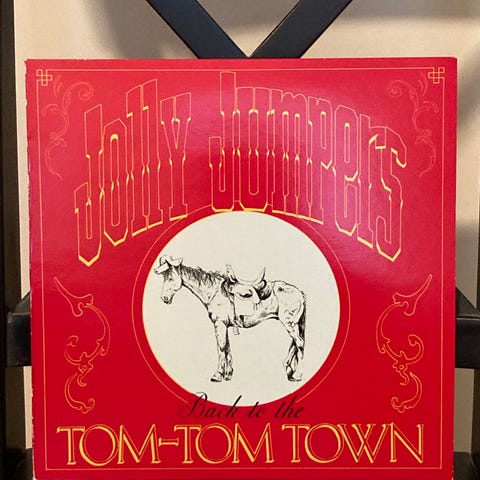 Jolly Jumpers
Back to the
TOM-TOM TOWN